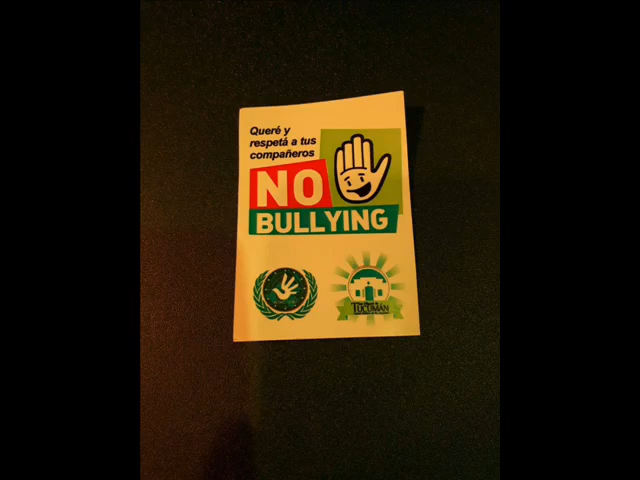 Queré y
respetá a tus
compañeros
NO
BULLYING
TUCUMÁN